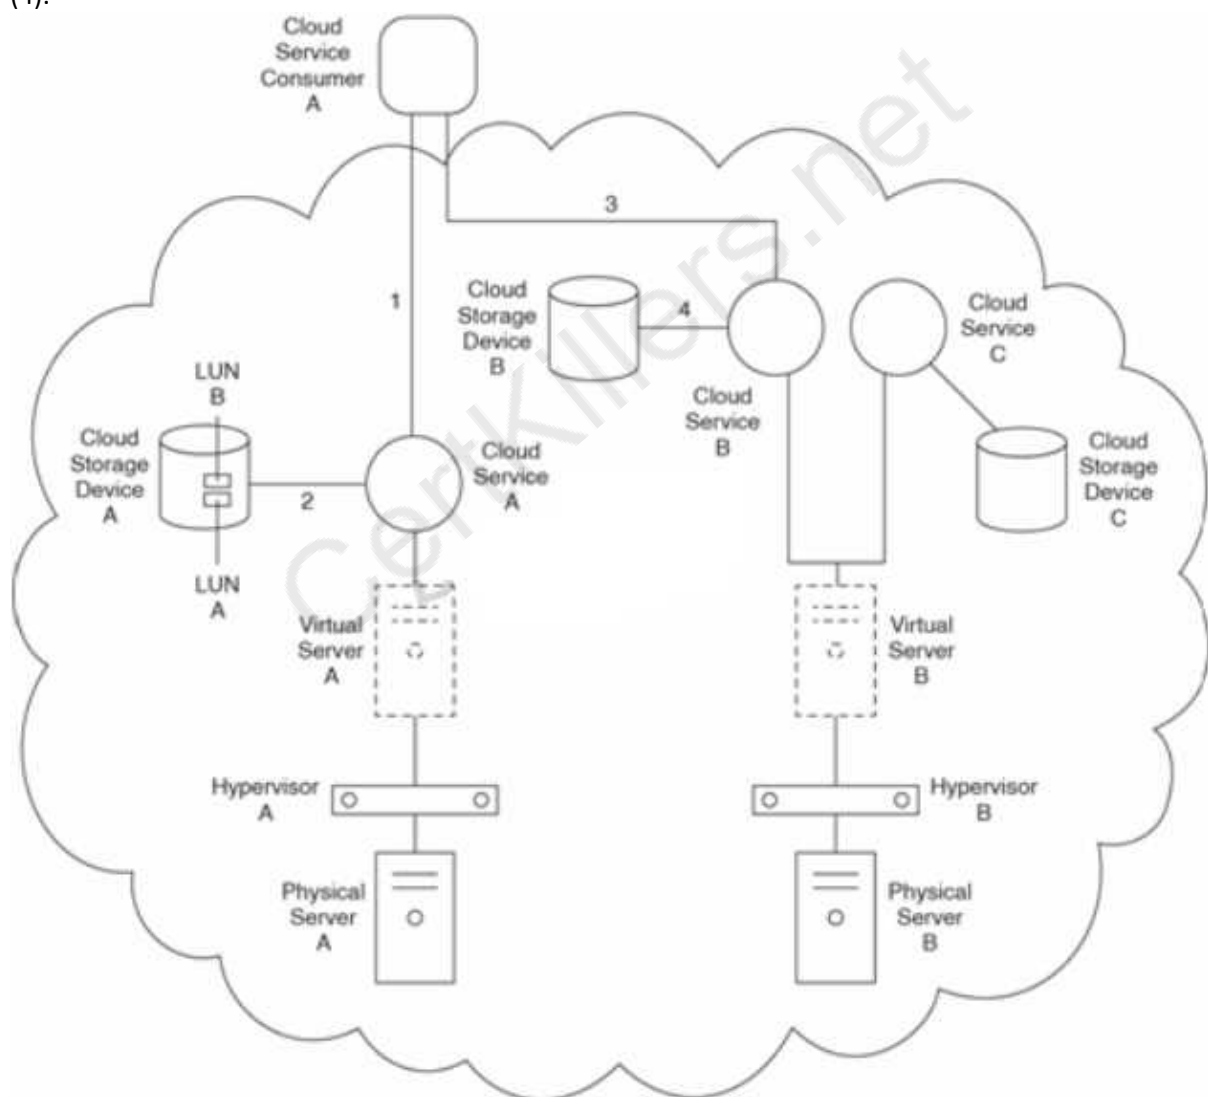 (4).
Cloud
Service
Consumer
A
3
1
Cloud
Storage
Device
B
4
Cloud
Service
C
LUN
B
Cloud
Service
B
Cloud
Storage
Device
A
2
Cloud
Service
A
Cloud
Storage
Device
C
LUN
A
Virtual
Server
A
Virtual
Server
B
Hypervisor
A
Hypervisor
B
Physical
Server
A
Physical
Server
B
CertKillers.net